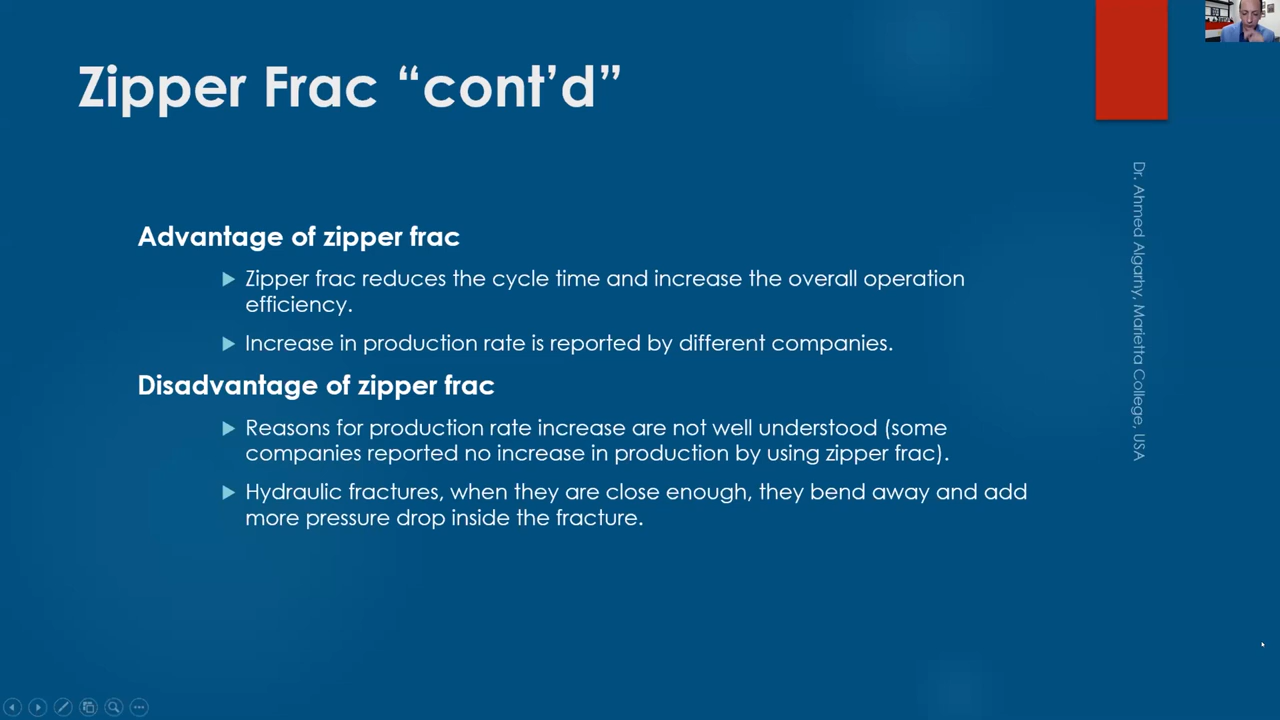 Zipper Frac “cont’d”
Advantage of zipper frac
Zipper frac reduces the cycle time and increase the overall operation
efficiency.
Increase in production rate is reported by different companies.
Disadvantage of zipper frac
Reasons for production rate increase are not well understood (some
companies reported no increase in production by using zipper frac).
Hydraulic fractures, when they are close enough, they bend away and add
more pressure drop inside the fracture.
Dr. Ahmed Algarhy, Marietta College, USA